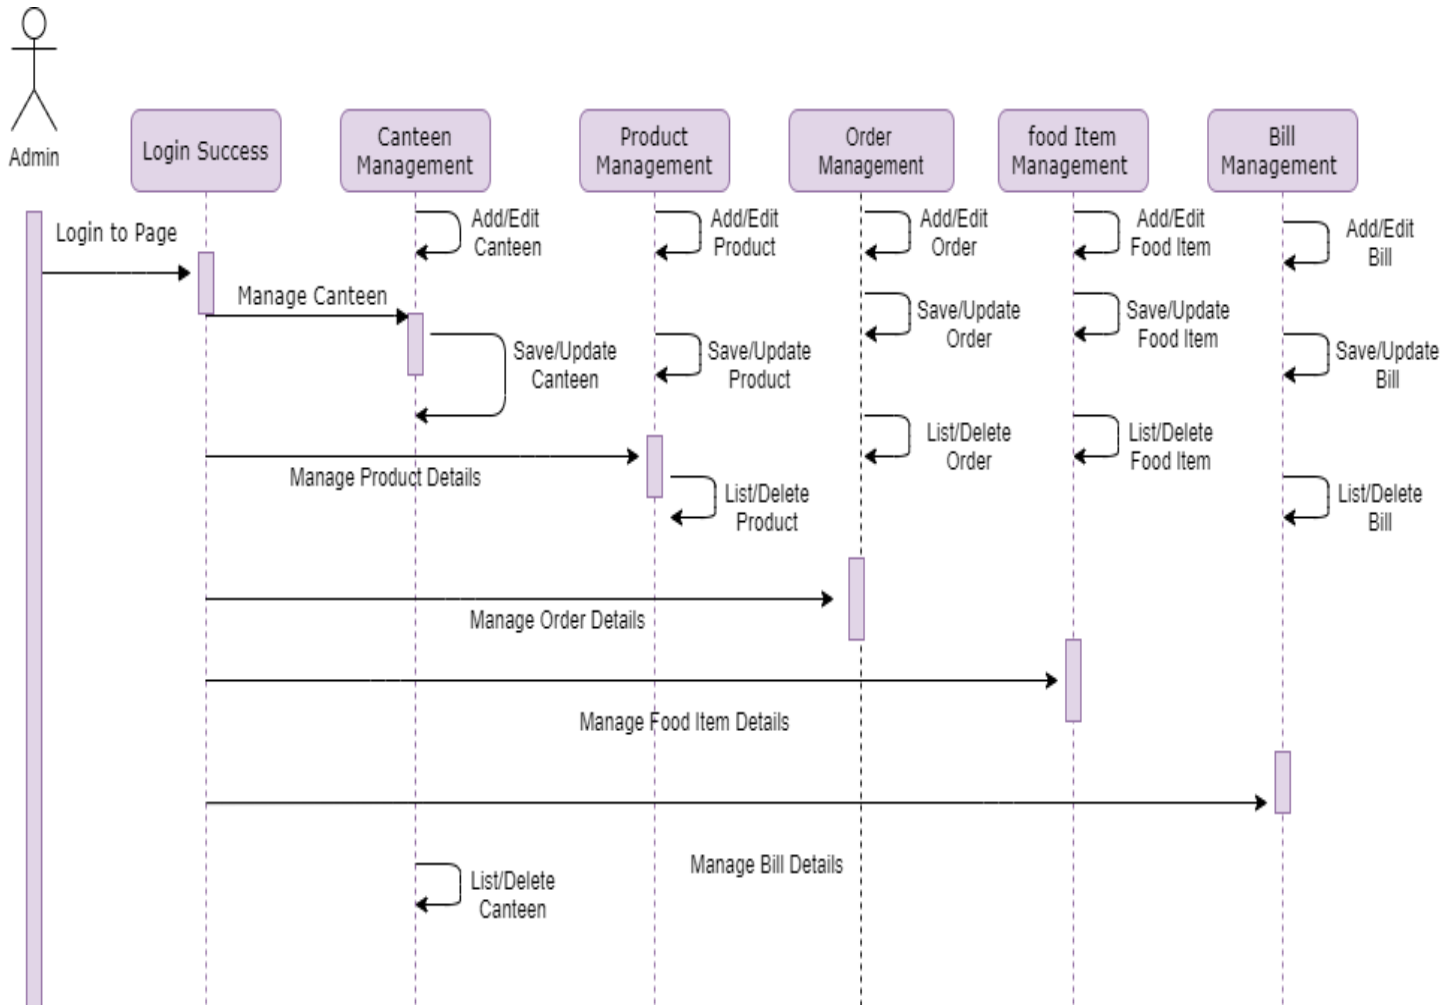 Admin
Login Success
Canteen
Management
Product
Management
Order
Management
food Item
Management
Bill
Management
Login to Page
Add/Edit
Canteen
Add/Edit
Product
Add/Edit
Order
Add/Edit
Food Item
Add/Edit
Bill
Manage Canteen
Save/Update
Canteen
Save/Update
Product
Save/Update
Order
Save/Update
Food Item
Save/Update
Bill
Manage Product Details
List/Delete
Product
List/Delete
Order
List/Delete
Food Item
List/Delete
Bill
Manage Order Details
Manage Food Item Details
Manage Bill Details
List/Delete
Canteen